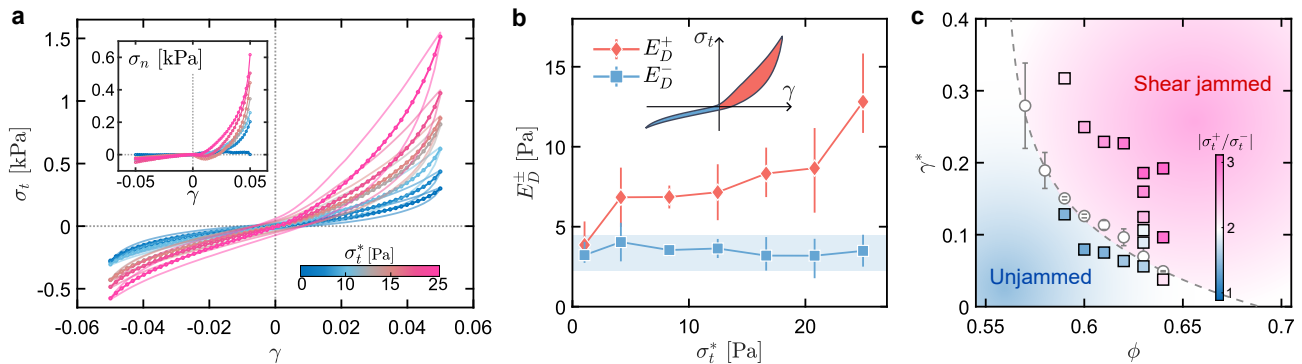 a
σₜ [kPa]
1.5
1
0.5
0
-0.5
-0.06
-0.04
-0.02
0
0.02
0.04
0.06
γ
σₙ [kPa]
0.6
0.4
0.2
0
-0.05
0
0.05
γ
σₜ* [Pa]
0
10
15
25
b
E_D^± [Pa]
15
10
5
0
0
10
20
σₜ* [Pa]
E_D^+
E_D^-
σₜ
γ
c
γ*
0.4
0.3
0.2
0.1
0
0.55
0.6
0.65
0.7
ϕ
Shear jammed
Unjammed
|σₜ⁺/σₜ⁻|
3
2
1